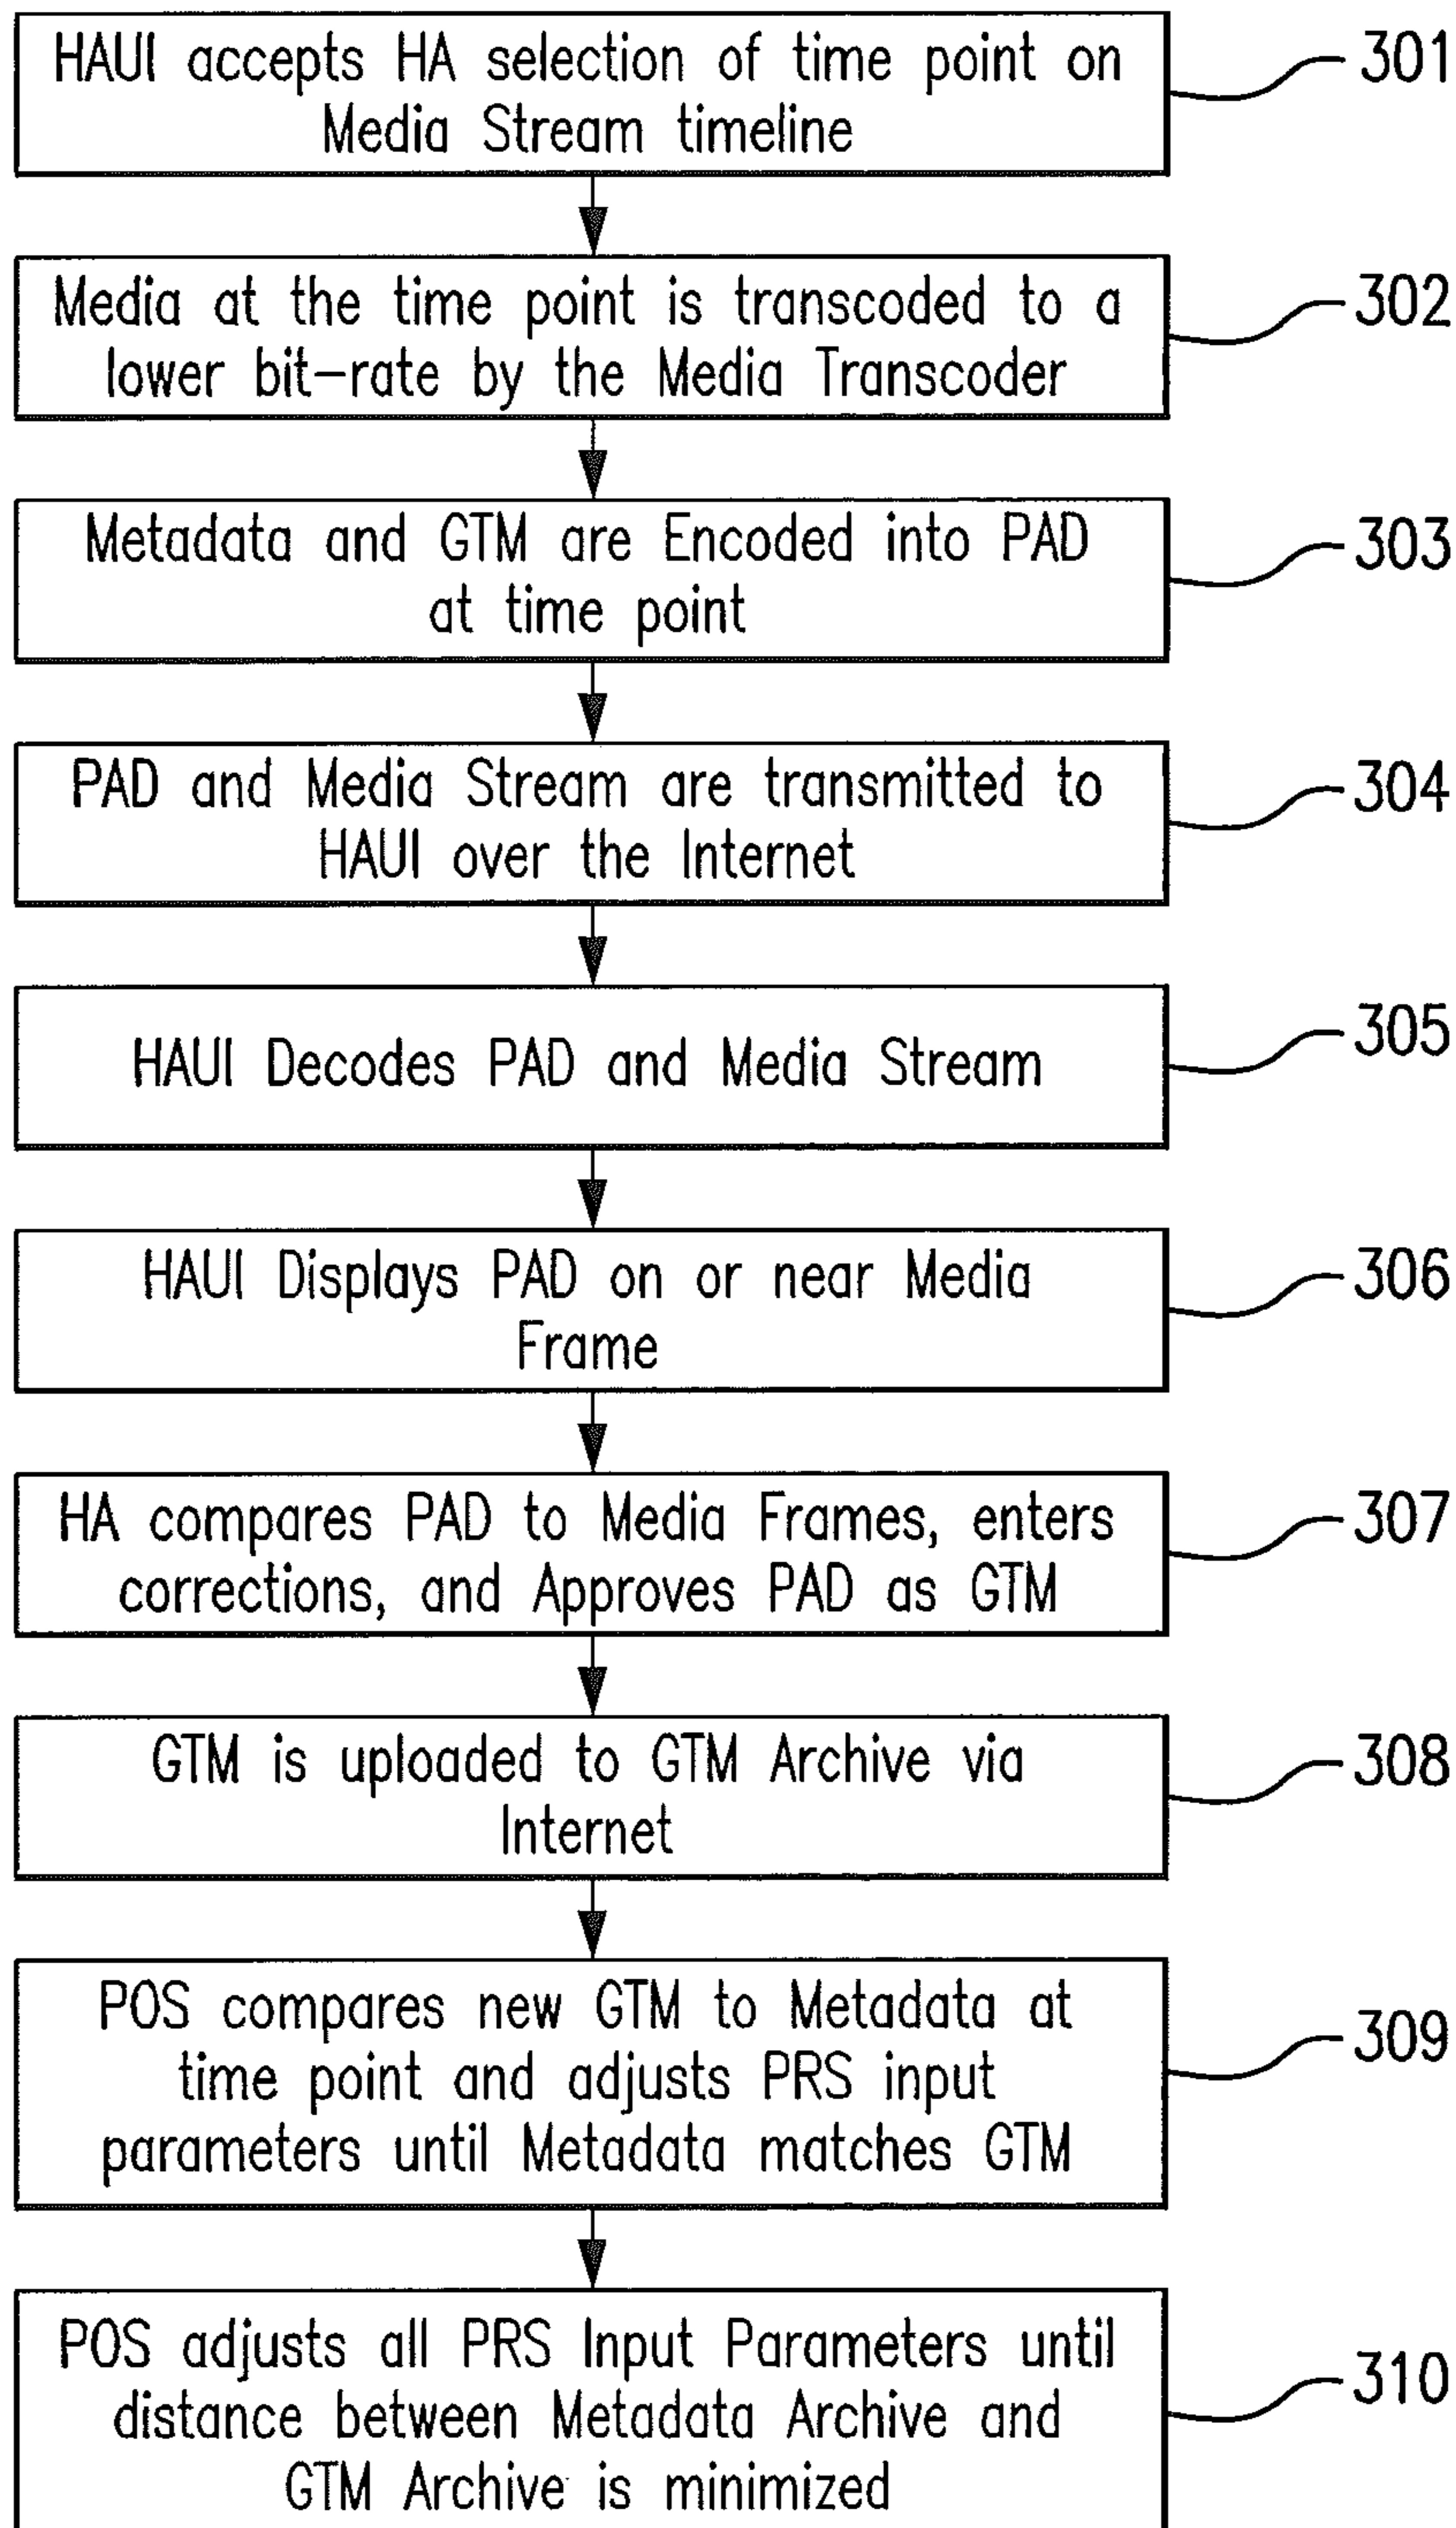 HAUI accepts HA selection of time point on
Media Stream timeline
301
Media at the time point is transcoded to a
lower bit-rate by the Media Transcoder
302
Metadata and GTM are Encoded into PAD
at time point
303
PAD and Media Stream are transmitted to
HAUI over the Internet
304
HAUI Decodes PAD and Media Stream
305
HAUI Displays PAD on or near Media
Frame
306
HA compares PAD to Media Frames, enters
corrections, and Approves PAD as GTM
307
GTM is uploaded to GTM Archive via
Internet
308
POS compares new GTM to Metadata at
time point and adjusts PRS input
parameters until Metadata matches GTM
309
POS adjusts all PRS Input Parameters until
distance between Metadata Archive and
GTM Archive is minimized
310